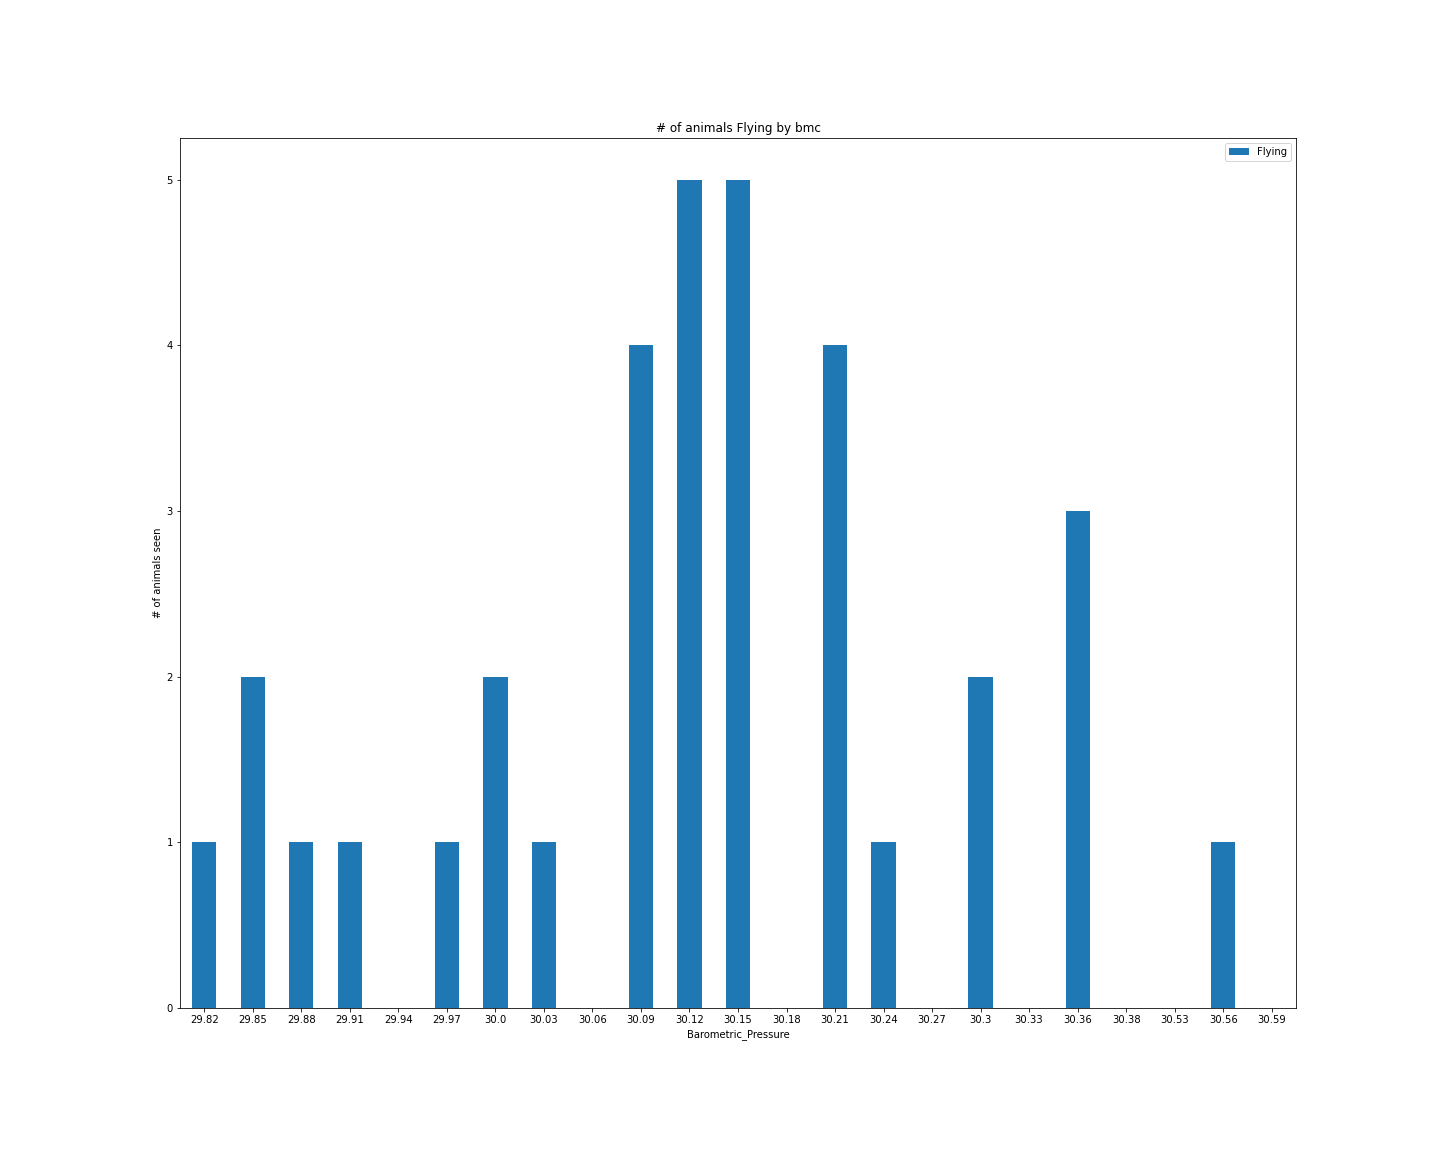 # of animals Flying by bmc
Flying
# of animals seen
5
4
3
2
1
0
29.82 29.85 29.88 29.91 29.94 29.97 30.0 30.03 30.06 30.09 30.12 30.15 30.18 30.21 30.24 30.27 30.3 30.33 30.36 30.38 30.53 30.56 30.59
Barometric_Pressure